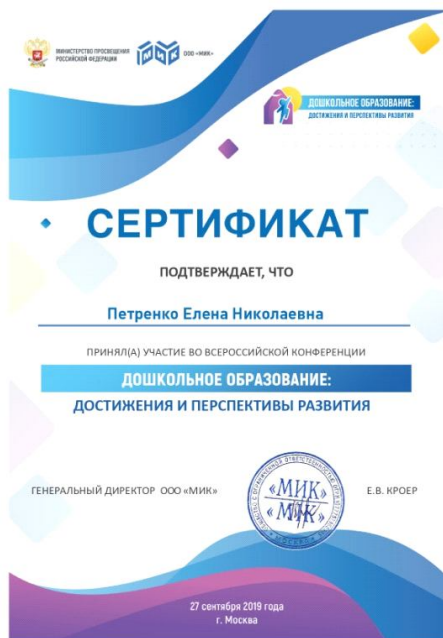 МИНИСТЕРСТВО ПРОСВЕЩЕНИЯ
РОССИЙСКОЙ ФЕДЕРАЦИИ
МИК
ООО «МИК»
ДОШКОЛЬНОЕ ОБРАЗОВАНИЕ:
ДОСТИЖЕНИЯ И ПЕРСПЕКТИВЫ РАЗВИТИЯ
СЕРТИФИКАТ
ПОДТВЕРЖДАЕТ, ЧТО
Петренко Елена Николаевна
ПРИНЯЛ(А) УЧАСТИЕ ВО ВСЕРОССИЙСКОЙ КОНФЕРЕНЦИИ
ДОШКОЛЬНОЕ ОБРАЗОВАНИЕ:
ДОСТИЖЕНИЯ И ПЕРСПЕКТИВЫ РАЗВИТИЯ
ГЕНЕРАЛЬНЫЙ ДИРЕКТОР ООО «МИК»
«МИК»
«МИК»
Е.В. КРОЕР
27 сентября 2019 года
г. Москва